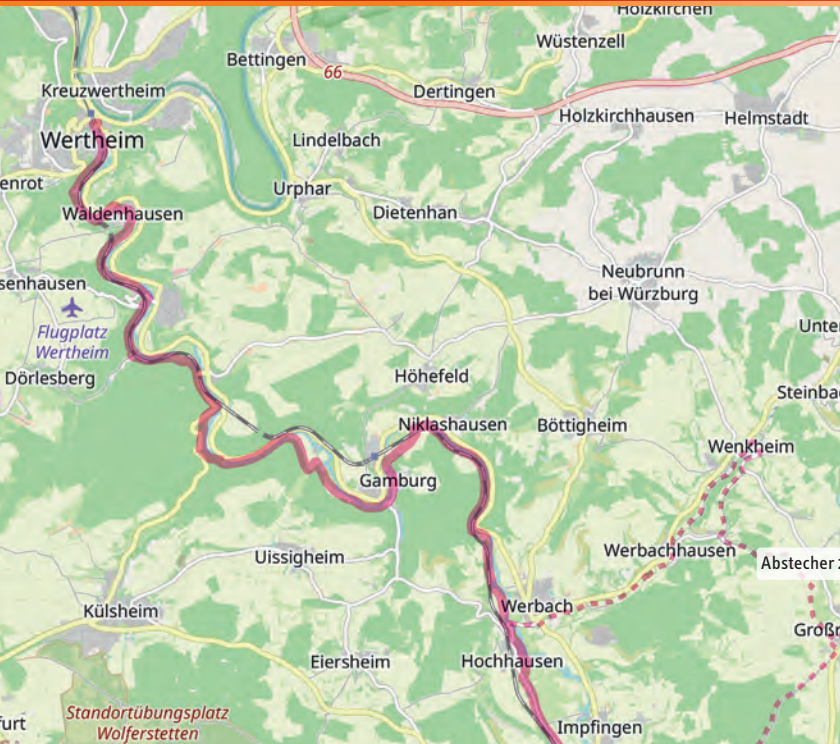 Holzkirchen
Wüstenzell
Bettingen
66
Kreuzwertheim
Dertingen
Holzkirchhausen
Helmstadt
Wertheim
Lindelbach
enrot
Urphar
Waldenhausen
Dietenhan
senhausen
Neubrunn
bei Würzburg
Flugplatz
Wertheim
Unte
Dörlesberg
Höhefeld
Steinba
Niklashausen
Böttigheim
Wenkheim
Gamburg
Uissigheim
Werbachhausen
Abstecher
Külsheim
Werbach
Großr
Eiersheim
Hochhausen
Standortübungsplatz
Wolferstetten
furt
Impfingen